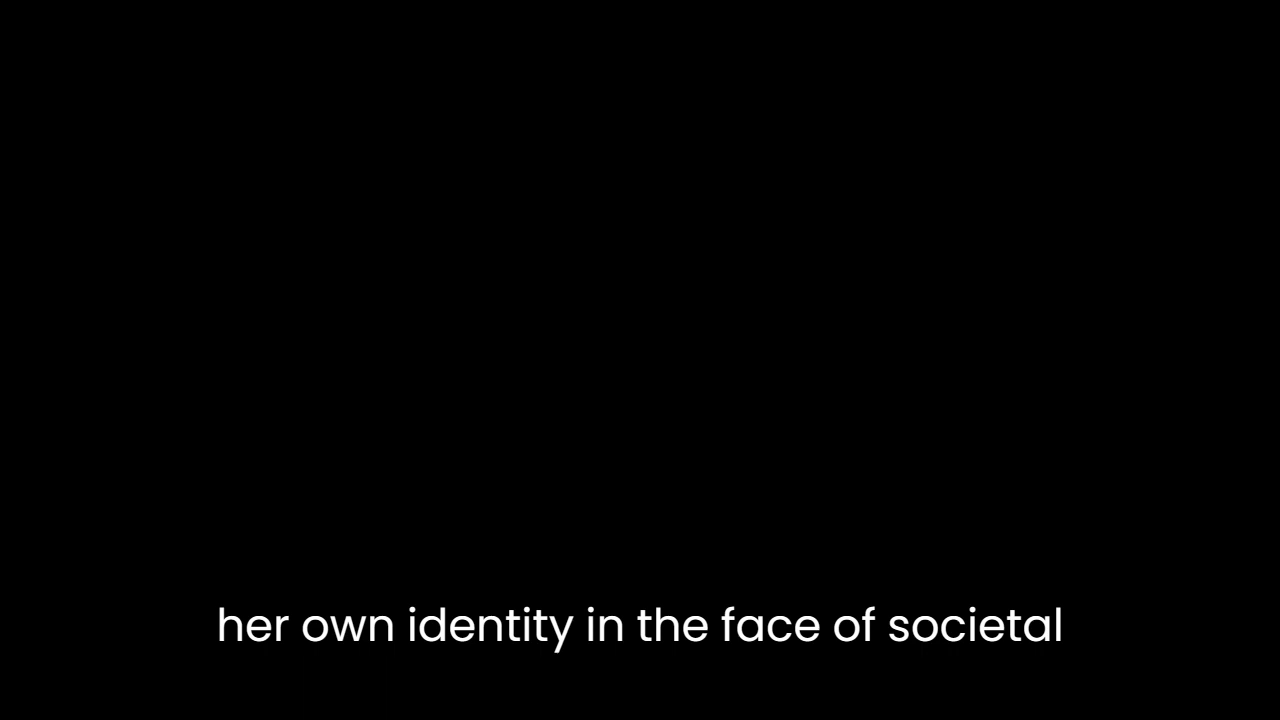 her own identity in the face of societal